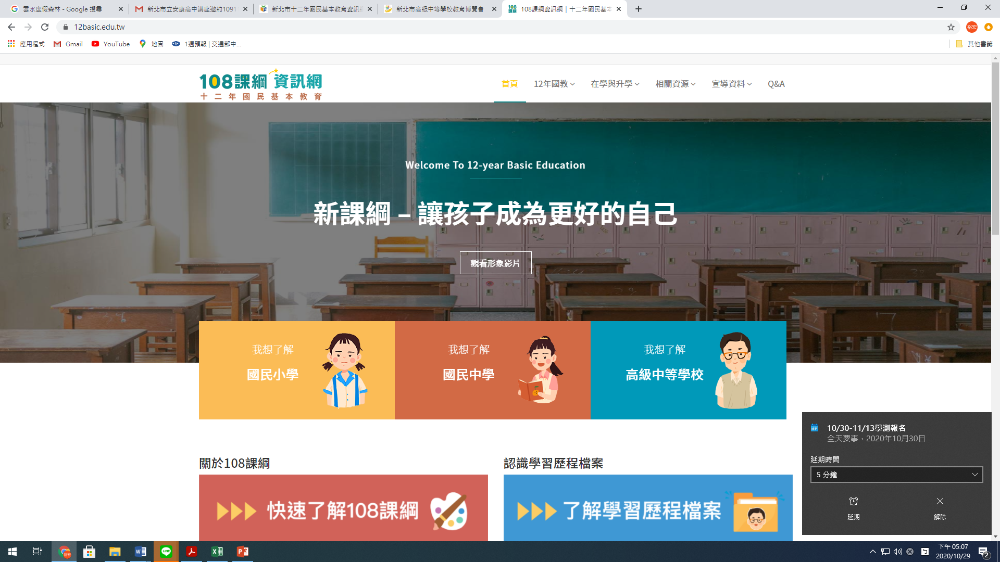 雲水度假森林 - Google 搜尋
新北市立安康高中講座邀約1091
新北市十二年國民基本教育資訊
新北市高級中等學校教育博覽會
108課綱資訊網 | 十二年國民基本
12basic.edu.tw
裕宏
應用程式
Gmail
YouTube
地圖
1週預報 | 交通部中...
其他書籤
108課綱 資訊網
十二年國民基本教育
首頁
12年國教
在學與升學
相關資源
宣導資料
Q&A
Welcome To 12-year Basic Education
新課綱 – 讓孩子成為更好的自己
觀看形象影片
我想了解
國民小學
我想了解
國民中學
我想了解
高級中等學校
10/30-11/13學測報名
全天要事，2020年10月30日
延期時間
5 分鐘
延期
解除
關於108課綱
認識學習歷程檔案
快速了解108課綱
了解學習歷程檔案
下午 05:07
2020/10/29
2